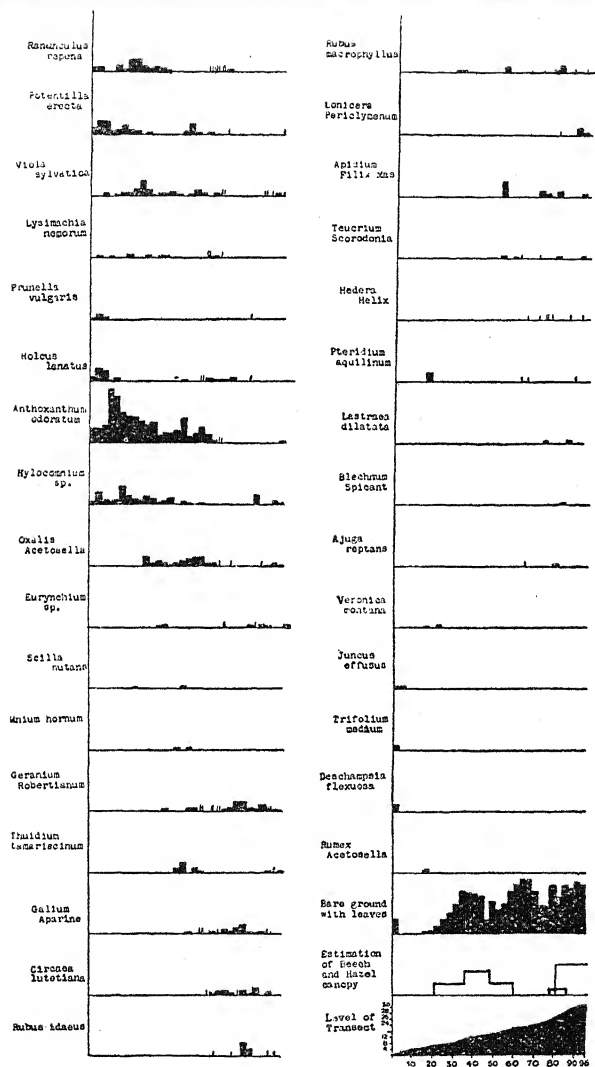 Ranunculus
repens
Potentilla
erecta
Viola
sylvatica
Lysimachia
nemorum
Prunella
vulgaris
Holcus
lanatus
Anthoxanthum
odoratum
Hylocomnium
sp.
Oxalis
Acetosella
Eurynchium
sp.
Scilla
nutans
Mnium hornum
Geranium
Robertianum
Thuidium
tamariscinum
Galium
Aparine
Circaea
lutetiana
Rubus idaeus
Rubus
macrophyllus
Lonicera
Periclymenum
Aspidium
Filix Mas
Teucrium
Scorodonia
Hedera
Helix
Pteridium
aquilinum
Lastraea
dilatata
Blechnum
Spicant
Ajuga
reptans
Veronica
montana
Juncus
effusus
Trifolium
medium
Deschampsia
flexuosa
Rumex
Acetosella
Bare ground
with leaves
Estimation
of Beech
and Hazel
canopy
Level of
Transect
10 20 30 40 50 60 70 80 90 96